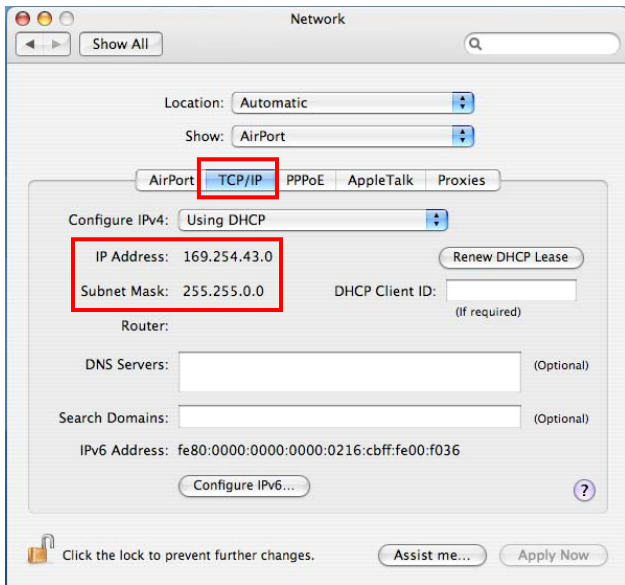 Network
Show All
Location: Automatic
Show: AirPort
AirPort TCP/IP PPPoE AppleTalk Proxies
Configure IPv4: Using DHCP
IP Address: 169.254.43.0 Renew DHCP Lease
Subnet Mask: 255.255.0.0 DHCP Client ID:
(If required)
Router:
DNS Servers: (Optional)
Search Domains: (Optional)
IPv6 Address: fe80:0000:0000:0000:0216:cbff:fe00:f036
Configure IPv6...
?
Click the lock to prevent further changes. Assist me... Apply Now